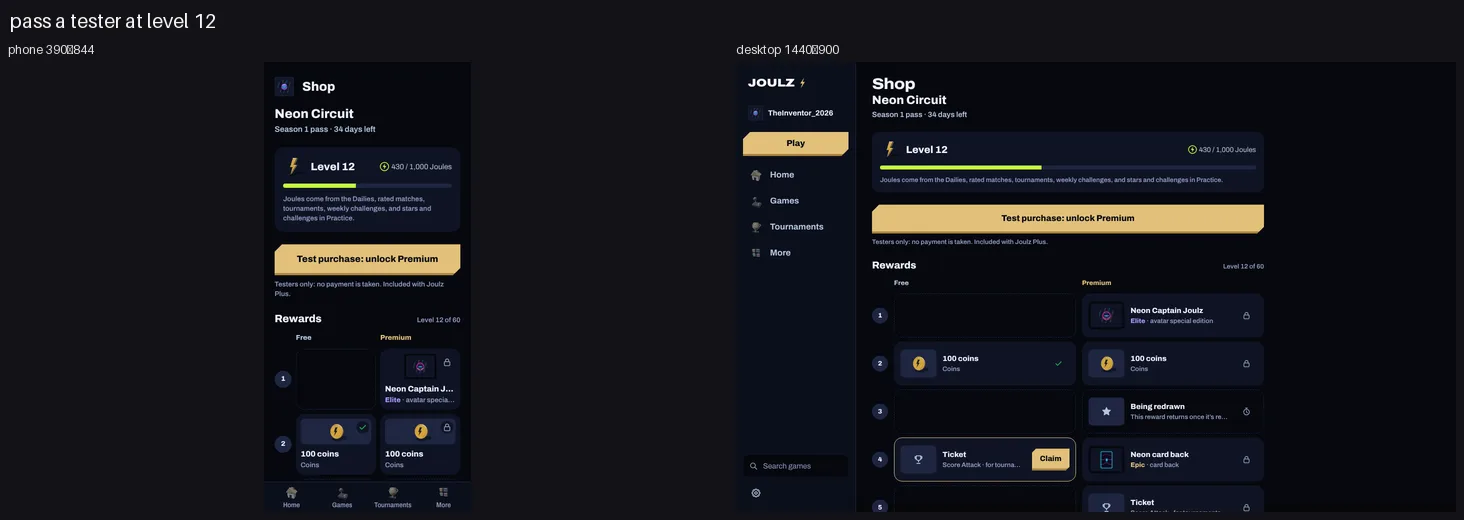 pass a tester at level 12
phone 390▯844
Shop
Neon Circuit
Season 1 pass · 34 days left
Level 12
430 / 1,000 Joules
Joules come from the Dailies, rated matches,
tournaments, weekly challenges, and stars and
challenges in Practice.
Test purchase: unlock Premium
Testers only: no payment is taken. Included with Joulz
Plus.
Rewards
Level 12 of 60
Free
Premium
1
Neon Captain J...
Elite · avatar specia...
2
100 coins
Coins
100 coins
Coins
Home
Games
Tournaments
More
desktop 1440▯900
JOULZ
TheInventor_2026
Play
Home
Games
Tournaments
More
Search games
Shop
Neon Circuit
Season 1 pass · 34 days left
Level 12
430 / 1,000 Joules
Joules come from the Dailies, rated matches, tournaments, weekly challenges, and stars and challenges in Practice.
Test purchase: unlock Premium
Testers only: no payment is taken. Included with Joulz Plus.
Rewards
Level 12 of 60
Free
Premium
1
Neon Captain Joulz
Elite · avatar special edition
2
100 coins
Coins
100 coins
Coins
3
Being redrawn
This reward returns once it's re...
4
Ticket
Score Attack · for tourna...
Claim
Neon card back
Epic · card back
5
Ticket